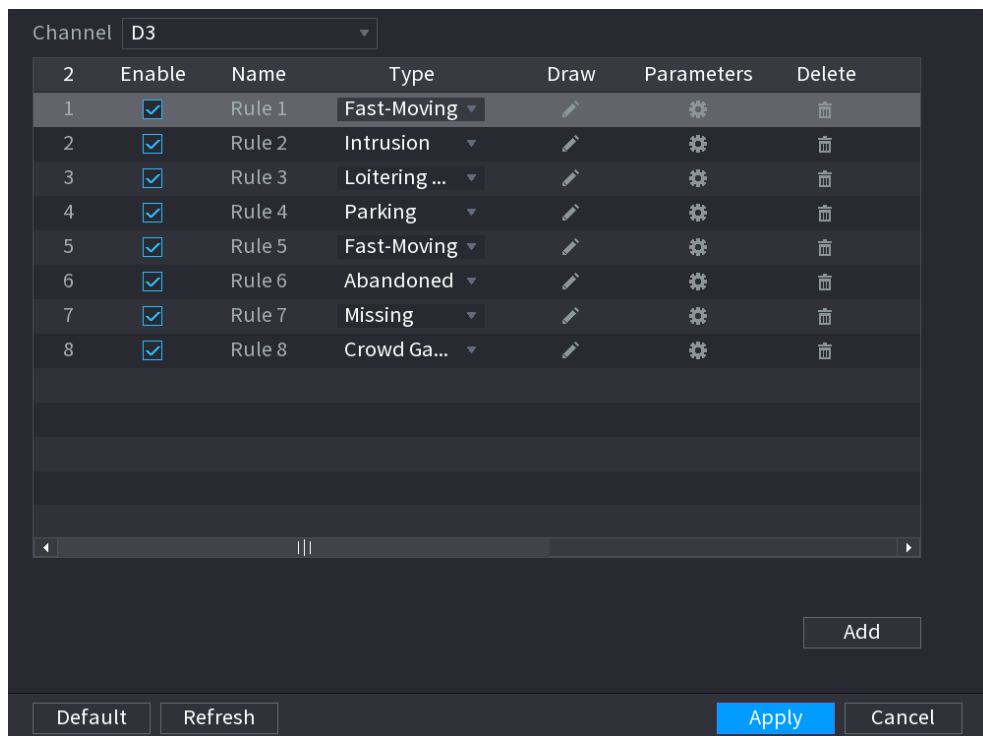 Channel D3
2 Enable Name Type Draw Parameters Delete
1 Rule 1 Fast-Moving
2 Rule 2 Intrusion
3 Rule 3 Loitering ...
4 Rule 4 Parking
5 Rule 5 Fast-Moving
6 Rule 6 Abandoned
7 Rule 7 Missing
8 Rule 8 Crowd Ga...
Add
Default Refresh Apply Cancel